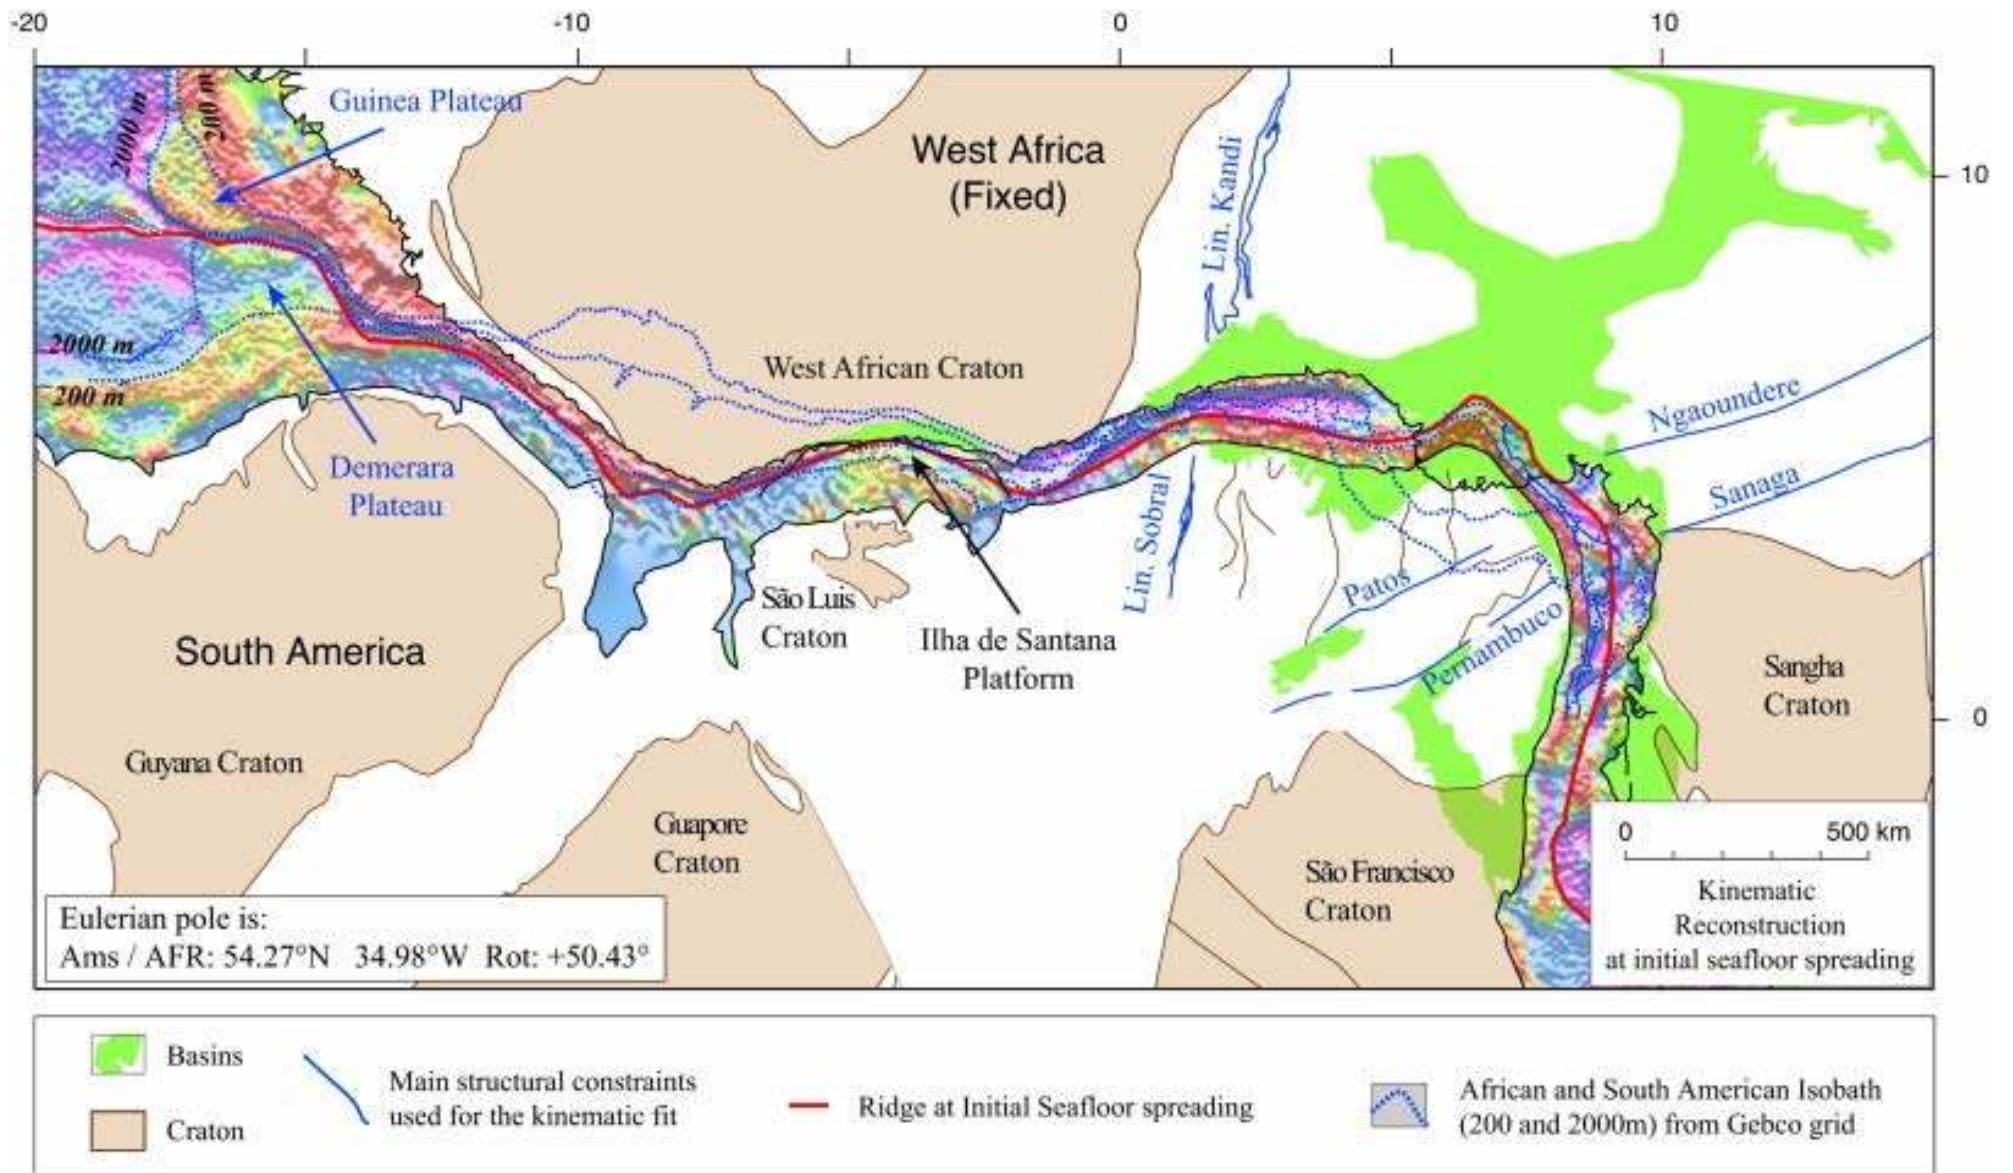 -20
-10
0
10
Guinea Plateau
2000 m
200 m
West Africa
(Fixed)
Lin. Kandi
10
2000 m
200 m
West African Craton
Ngaoundere
Demerara
Plateau
Sanaga
Lin. Sobral
São Luis
Craton
Patos
Ilha de Santana
Platform
Pernambuco
South America
Sangha
Craton
0
Guyana Craton
Guapore
Craton
São Francisco
Craton
0
500 km
Kinematic
Reconstruction
at initial seafloor spreading
Eulerian pole is:
Ams / AFR: 54.27°N 34.98°W Rot: +50.43°
Basins
Craton
Main structural constraints
used for the kinematic fit
Ridge at Initial Seafloor spreading
African and South American Isobath
(200 and 2000m) from Gebco grid